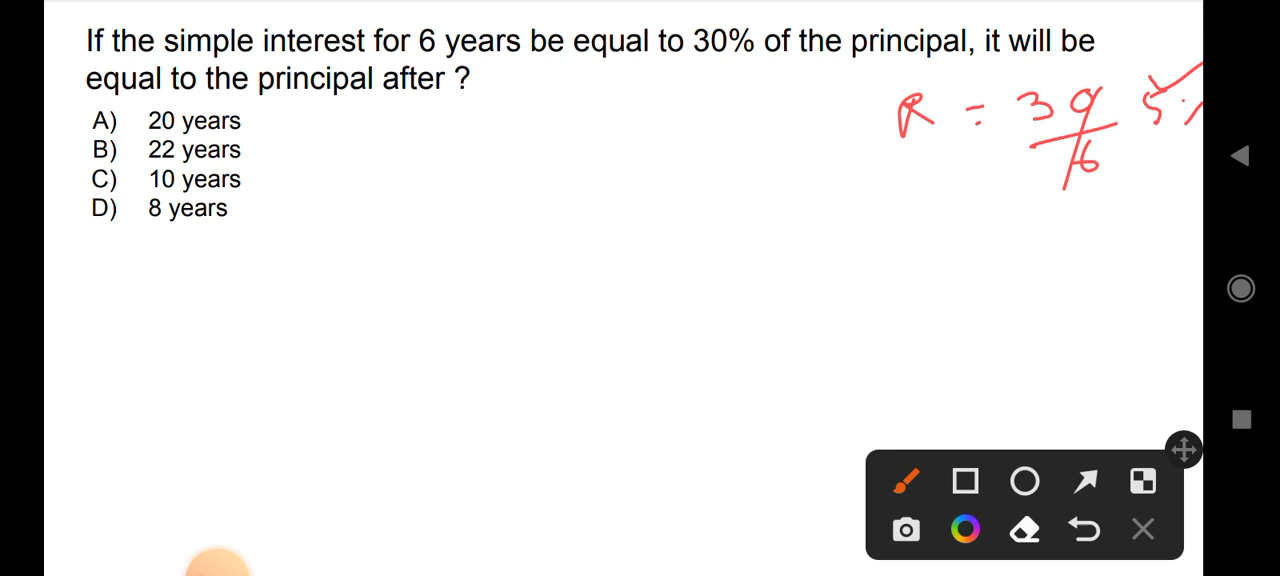 If the simple interest for 6 years be equal to 30% of the principal, it will be
equal to the principal after ?
R = 30/6 5%
A) 20 years
B) 22 years
C) 10 years
D) 8 years